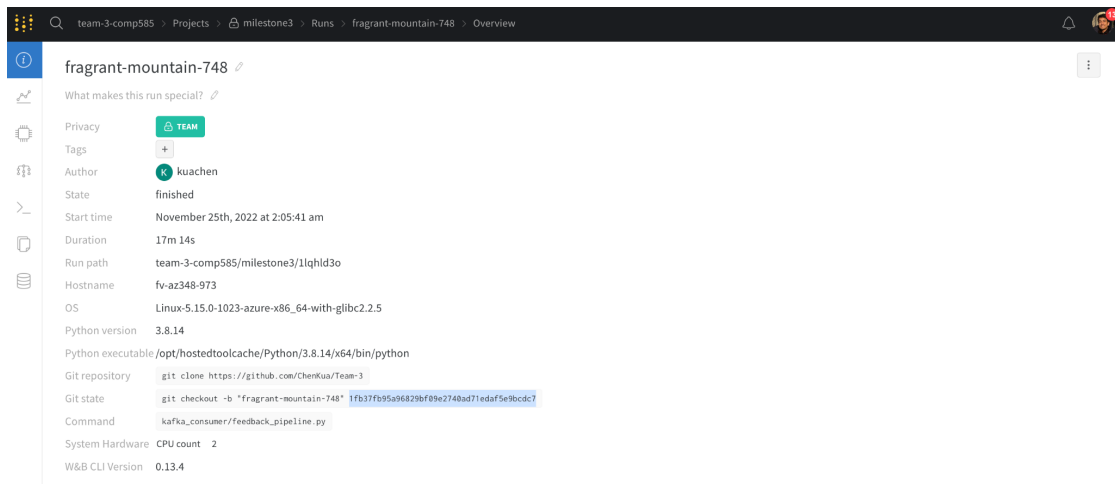 team-3-comp585 > Projects > milestone3 > Runs > fragrant-mountain-748 > Overview
13
fragrant-mountain-748
What makes this run special?
Privacy TEAM
Tags +
Author K kuachen
State finished
Start time November 25th, 2022 at 2:05:41 am
Duration 17m 14s
Run path team-3-comp585/milestone3/1lqhld3o
Hostname fv-az348-973
OS Linux-5.15.0-1023-azure-x86_64-with-glibc2.2.5
Python version 3.8.14
Python executable /opt/hostedtoolcache/Python/3.8.14/x64/bin/python
Git repository git clone https://github.com/ChenKua/Team-3
Git state git checkout -b "fragrant-mountain-748" 1fb37fb95a96829bf09e2740ad71edaf5e9bcdc7
Command kafka_consumer/feedback_pipeline.py
System Hardware CPU count 2
W&B CLI Version 0.13.4